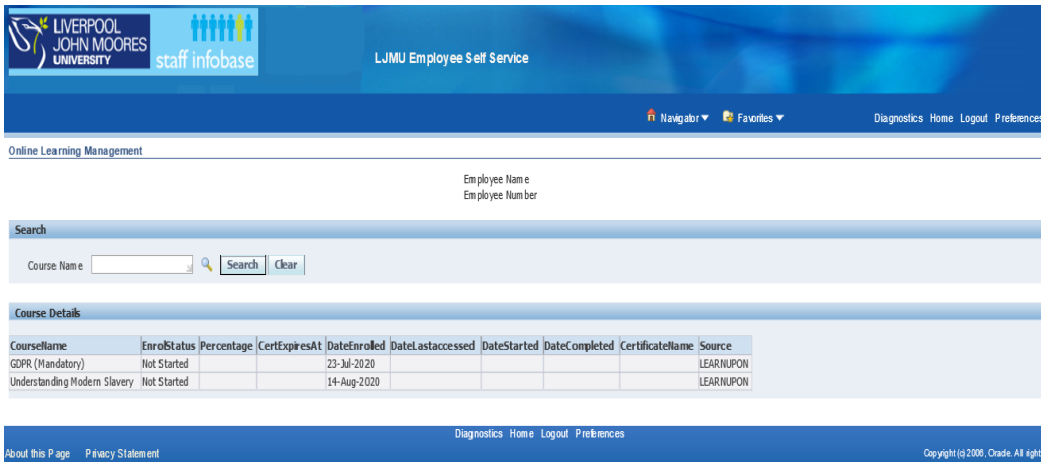 LIVERPOOL
JOHN MOORES
UNIVERSITY
staff infobase
LJMU Employee Self Service
Navigator Favorites Diagnostics Home Logout Preferences
Online Learning Management
Employee Name
Employee Number
Search
Course Name Search Clear
Course Details
CourseName EnrolStatus Percentage CertExpiresAt DateEnrolled DateLastaccessed DateStarted DateCompleted CertificateName Source
GDPR (Mandatory) Not Started 23-Jul-2020 LEARNUPON
Understanding Modern Slavery Not Started 14-Aug-2020 LEARNUPON
Diagnostics Home Logout Preferences
About this Page Privacy Statement Copyright (c) 2006, Oracle. All right